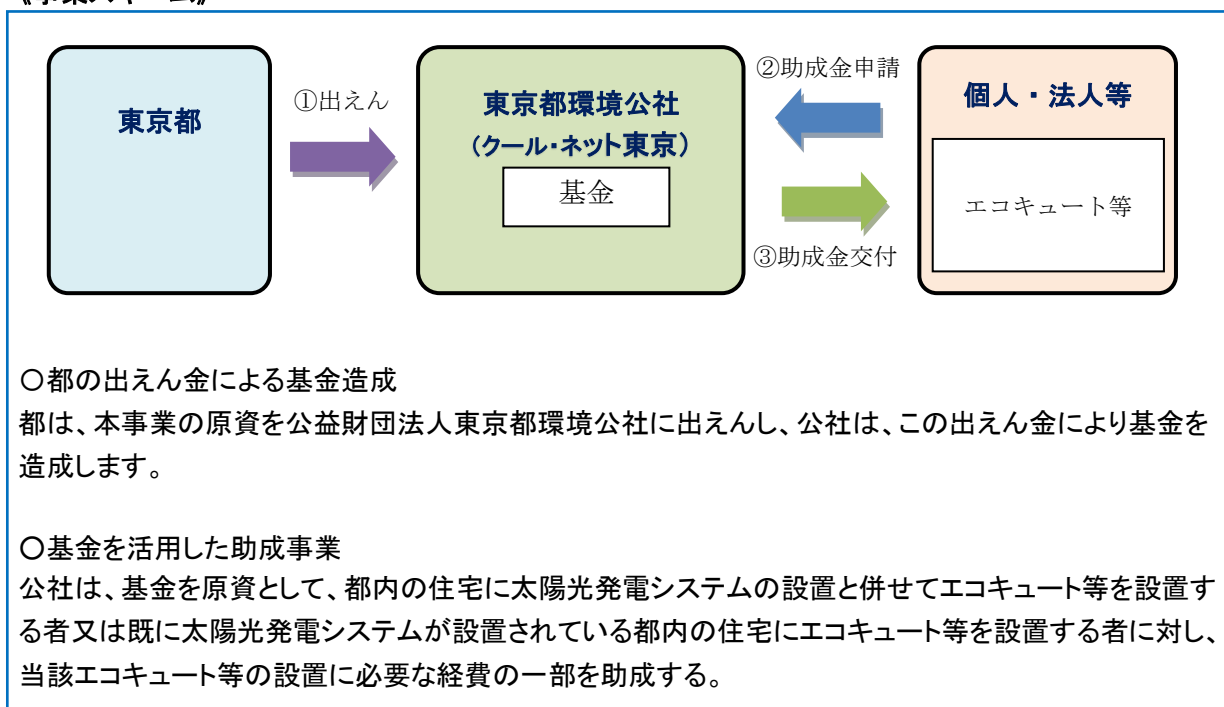 東京都
①出えん
東京都環境公社
(クール・ネット東京)
基金
②助成金申請
③助成金交付
個人・法人等
エコキュート等
〇都の出えん金による基金造成
都は、本事業の原資を公益財団法人東京都環境公社に出えんし、公社は、この出えん金により基金を
造成します。
〇基金を活用した助成事業
公社は、基金を原資として、都内の住宅に太陽光発電システムの設置と併せてエコキュート等を設置す
る者又は既に太陽光発電システムが設置されている都内の住宅にエコキュート等を設置する者に対し、
当該エコキュート等の設置に必要な経費の一部を助成する。